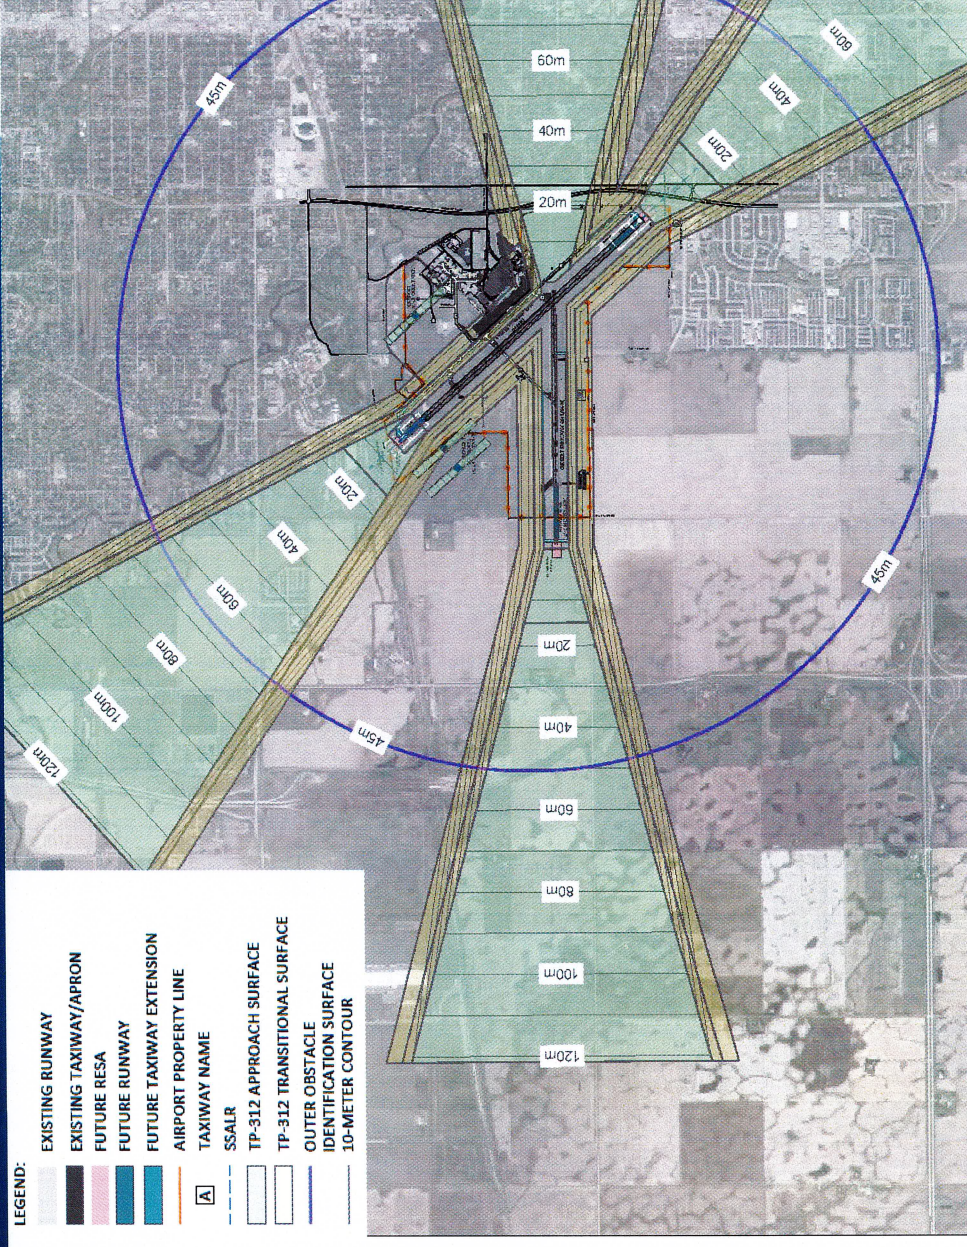 LEGEND:
EXISTING RUNWAY
EXISTING TAXIWAY/APRON
FUTURE RESA
FUTURE RUNWAY
FUTURE TAXIWAY EXTENSION
AIRPORT PROPERTY LINE
A
TAXIWAY NAME
SSALR
TP-312 APPROACH SURFACE
TP-312 TRANSITIONAL SURFACE
OUTER OBSTACLE
IDENTIFICATION SURFACE
10-METER CONTOUR
45m
60m
40m
20m
60m
40m
20m
20m
40m
60m
80m
100m
120m
45m
45m
20m
40m
60m
80m
100m
120m